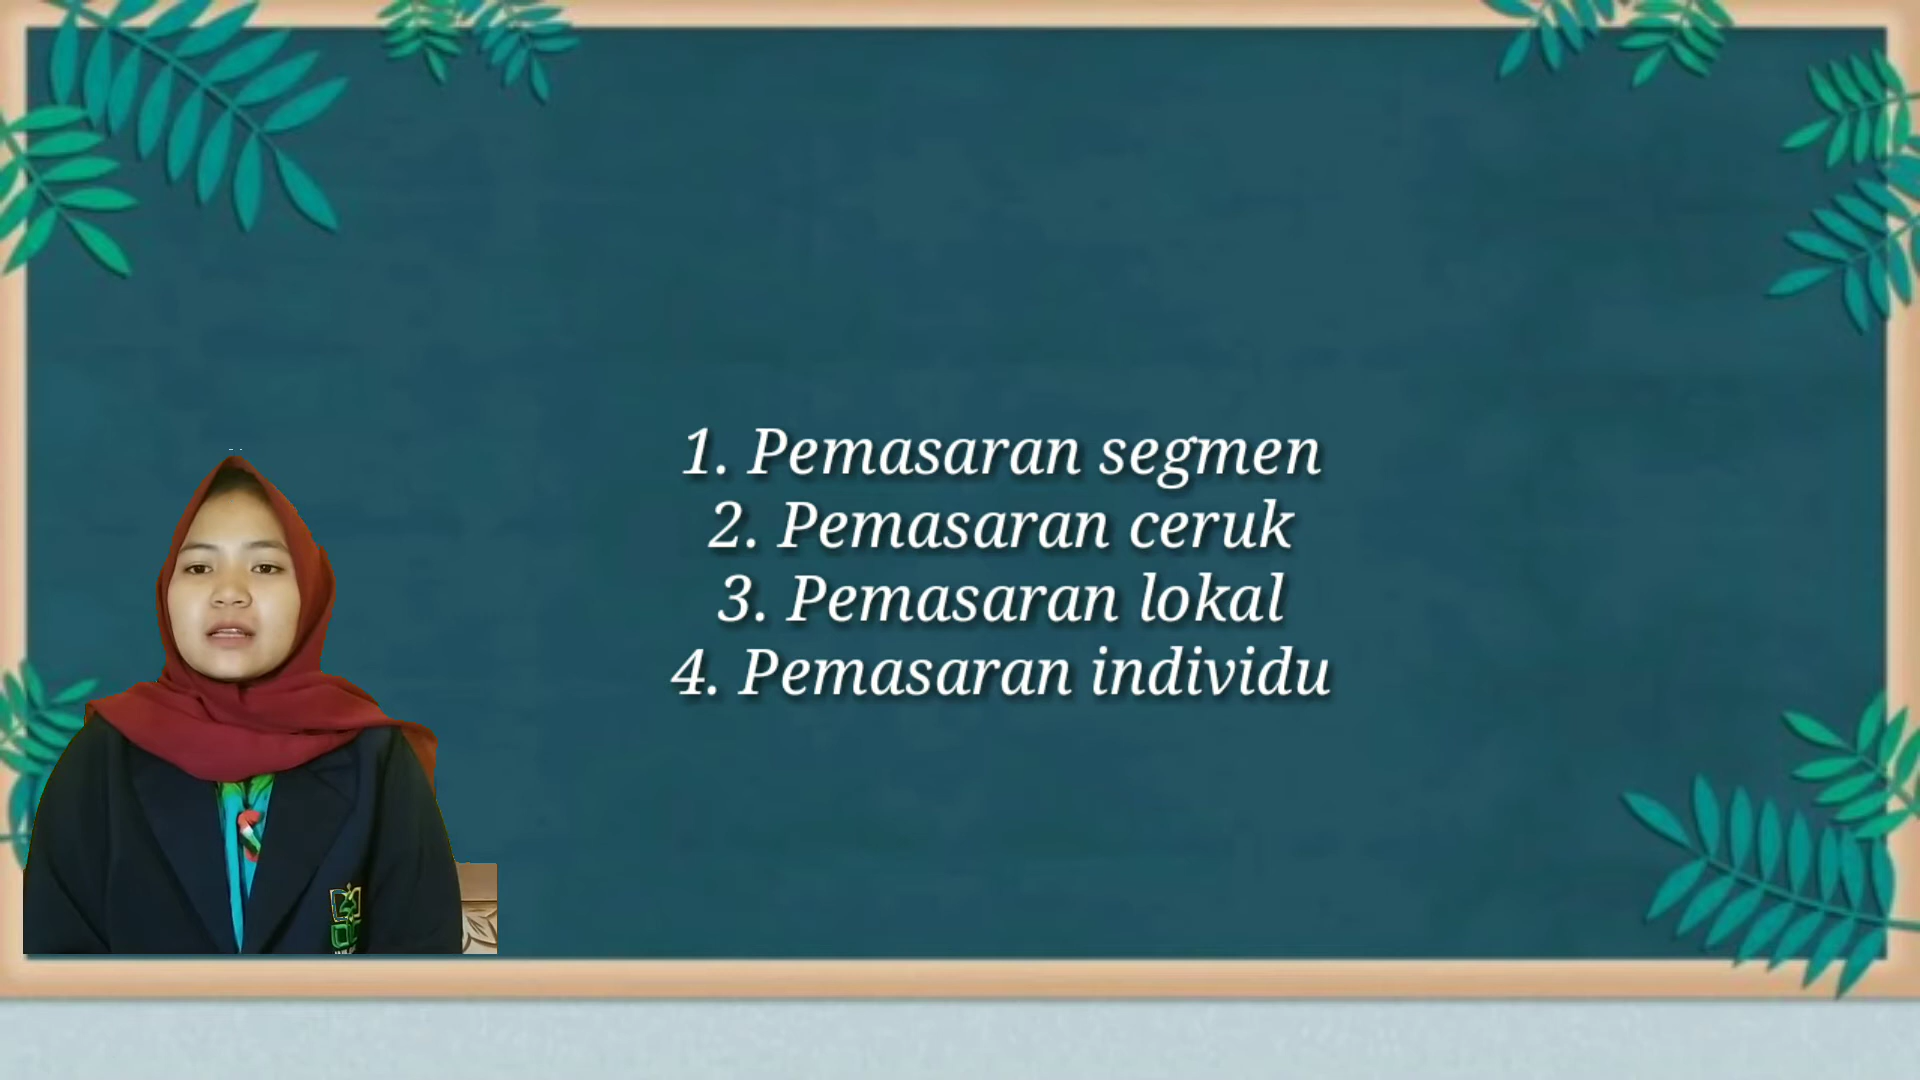 1. Pemasaran segmen
2. Pemasaran ceruk
3. Pemasaran lokal
4. Pemasaran individu